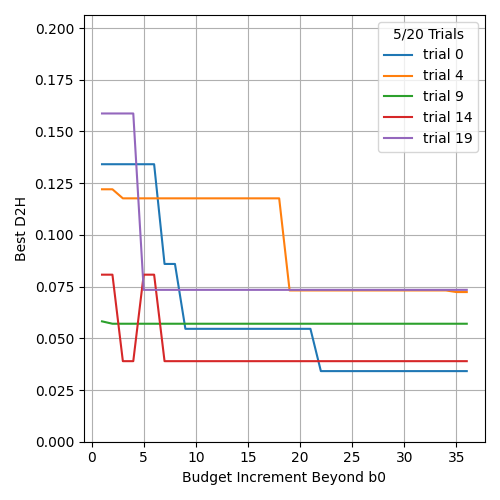 5/20 Trials
trial 0
trial 4
trial 9
trial 14
trial 19
Best D2H
0.200
0.175
0.150
0.125
0.100
0.075
0.050
0.025
0.000
0 5 10 15 20 25 30 35
Budget Increment Beyond b0